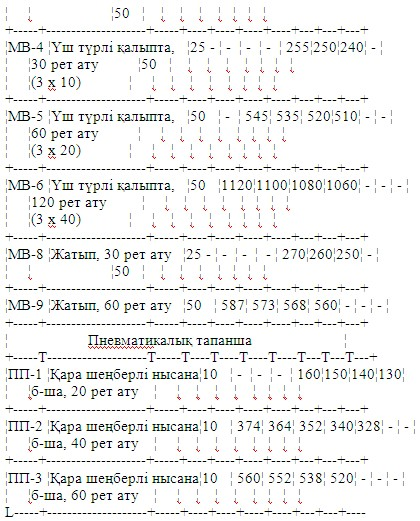 ¦ ↓ ¦50 ¦ ↓ ↓ ↓ ↓ ↓ ↓ ↓
+-----+--------------------+----+----+----+----+---+---+---+
МВ-4 ¦Үш түрлі қалыпта, ¦25 -¦ - ¦ - ¦ - ¦ 255¦250¦240¦ -¦
¦ ¦30 рет ату ¦50 ¦ ↓ ↓ ↓ ↓ ↓ ↓ ↓
¦ ¦(3 x 10) ¦ ↓ ↓ ↓ ↓ ↓ ↓ ↓ ↓
+-----+--------------------+----+----+----+----+---+---+---+
МВ-5 ¦Үш түрлі қалыпта, ¦50 ¦ - ¦ 545¦ 535¦ 520¦510¦ -¦ -¦
¦ ¦60 рет ату ¦ ↓ ↓ ↓ ↓ ↓ ↓ ↓ ↓
¦ ¦(3 x 20) ¦ ↓ ↓ ↓ ↓ ↓ ↓ ↓ ↓
+-----+--------------------+----+----+----+----+---+---+---+
МВ-6 ¦Үш түрлі қалыпта, ¦50 ¦1120¦1100¦1080¦1060¦ -¦ -¦ -¦
¦ ¦120 рет ату ¦ ↓ ↓ ↓ ↓ ↓ ↓ ↓ ↓
¦ ¦(3 x 40) ¦ ↓ ↓ ↓ ↓ ↓ ↓ ↓ ↓
+-----+--------------------+----+----+----+----+---+---+---+
МВ-8 ¦Жатып, 30 рет ату ¦25 -¦ - ¦ - ¦ - ¦270¦260¦250¦ -¦
¦ ↓ ¦50 ¦ ↓ ↓ ↓ ↓ ↓ ↓ ↓
+-----+--------------------+----+----+----+----+---+---+---+
МВ-9 ¦Жатып, 60 рет ату ¦50 ¦ 587¦ 573¦ 568¦ 560¦ -¦ -¦ -¦
+-----+--------------------+----+----+----+----+---+---+---+
¦ Пневматикалық тапанша ¦
+-----T--------------------T----T----T----T----T---T---T---+
ПП-1 ¦Қара шеңберлі нысана¦10 ¦ - ¦ - ¦ - ¦ 160¦150¦140¦130¦
¦ ¦б-ша, 20 рет ату ¦ ↓ ↓ ↓ ↓ ↓ ↓ ↓ ↓
+-----+--------------------+----+----+----+----+---+---+---+
ПП-2 ¦Қара шеңберлі нысана¦10 ¦ 374¦ 364¦ 352¦ 340¦328¦ -¦ -¦
¦ ¦б-ша, 40 рет ату ¦ ↓ ↓ ↓ ↓ ↓ ↓ ↓ ↓
+-----+--------------------+----+----+----+----+---+---+---+
ПП-3 ¦Қара шеңберлі нысана¦10 ¦ 560¦ 552¦ 538¦ 520¦ -¦ -¦ -¦
¦ ¦б-ша, 60 рет ату ¦ ↓ ↓ ↓ ↓ ↓ ↓ ↓ ↓
L-----+--------------------+----+----+----+----+---+---+----